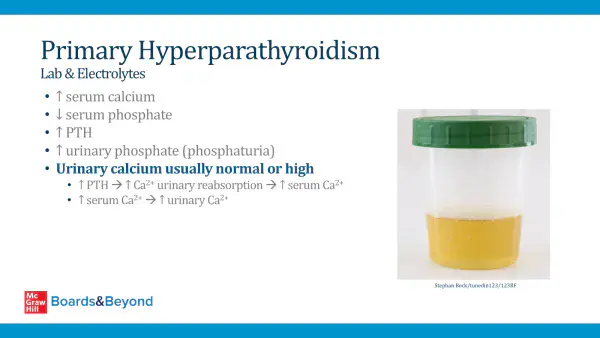 Primary Hyperparathyroidism
Lab & Electrolytes
• ↑ serum calcium
• ↓ serum phosphate
• ↑ PTH
• ↑ urinary phosphate (phosphaturia)
• Urinary calcium usually normal or high
• ↑ PTH → ↑ Ca²⁺ urinary reabsorption → ↑ serum Ca²⁺
• ↑ serum Ca²⁺ → ↑ urinary Ca²⁺
Stephan Bock/tunedin123/123RF
Mc
Graw
Hill
Boards&Beyond